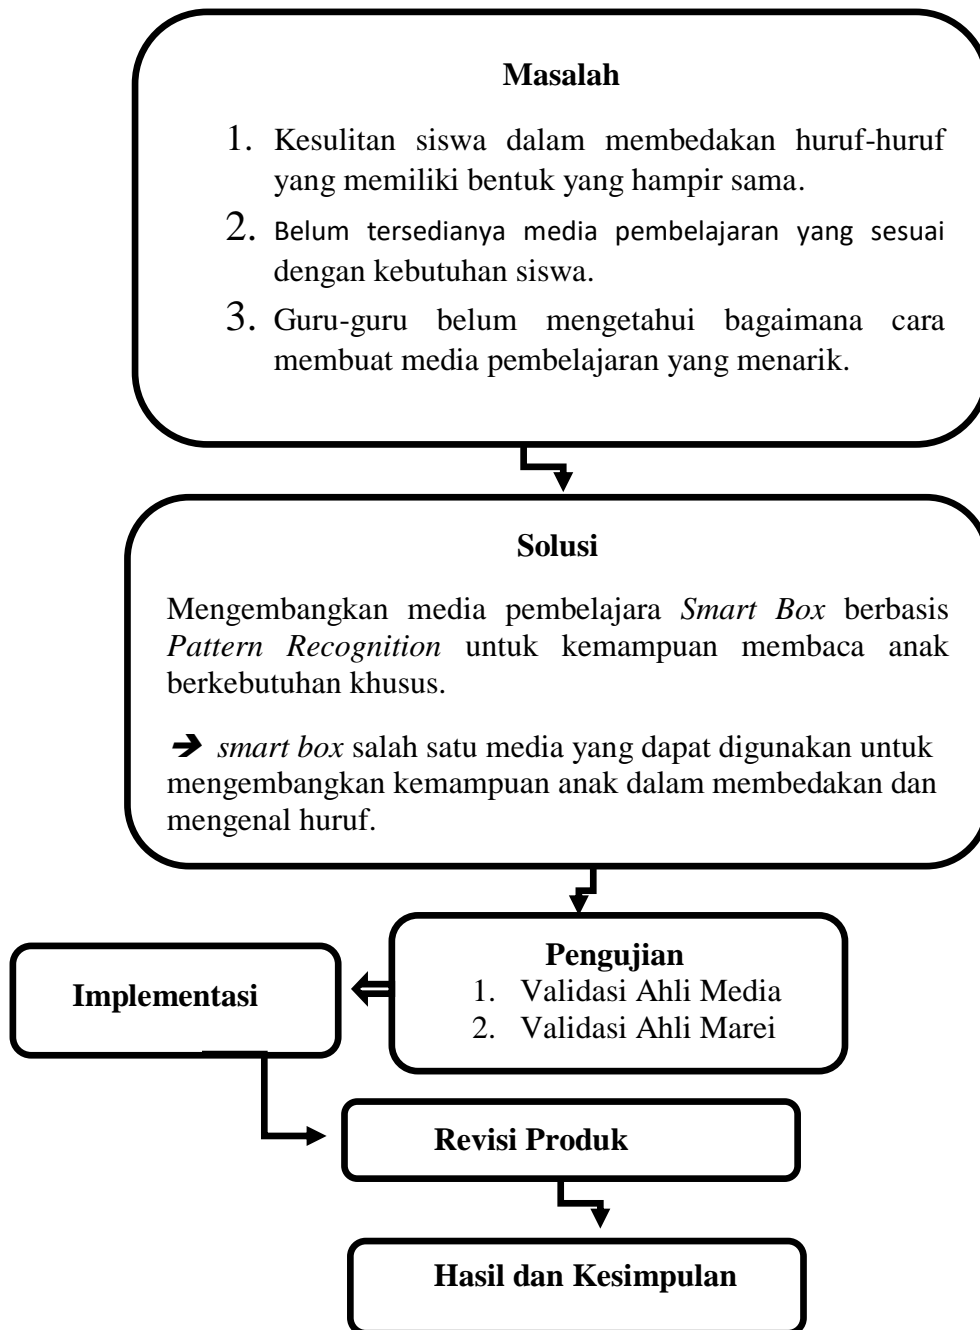 Masalah
1. Kesulitan siswa dalam membedakan huruf-huruf
yang memiliki bentuk yang hampir sama.
2. Belum tersedianya media pembelajaran yang sesuai
dengan kebutuhan siswa.
3. Guru-guru belum mengetahui bagaimana cara
membuat media pembelajaran yang menarik.
Solusi
Mengembangkan media pembelajara Smart Box berbasis
Pattern Recognition untuk kemampuan membaca anak
berkebutuhan khusus.
➔ smart box salah satu media yang dapat digunakan untuk
mengembangkan kemampuan anak dalam membedakan dan
mengenal huruf.
Pengujian
1. Validasi Ahli Media
2. Validasi Ahli Marei
Implementasi
Revisi Produk
Hasil dan Kesimpulan